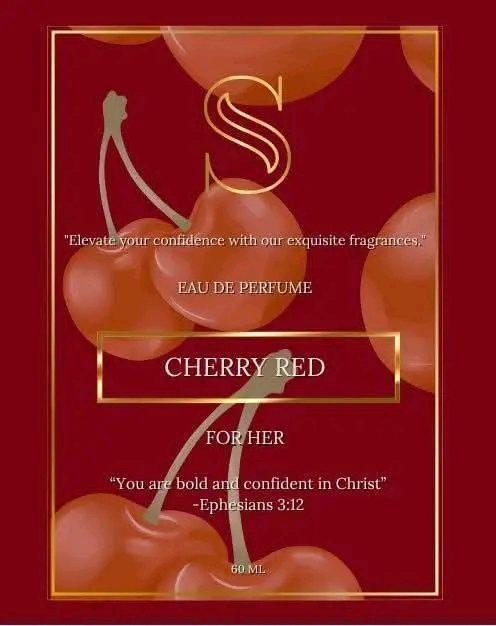 S
"Elevate your confidence with our exquisite fragrances."
EAU DE PERFUME
CHERRY RED
FOR HER
“You are bold and confident in Christ”
-Ephesians 3:12
60 ML